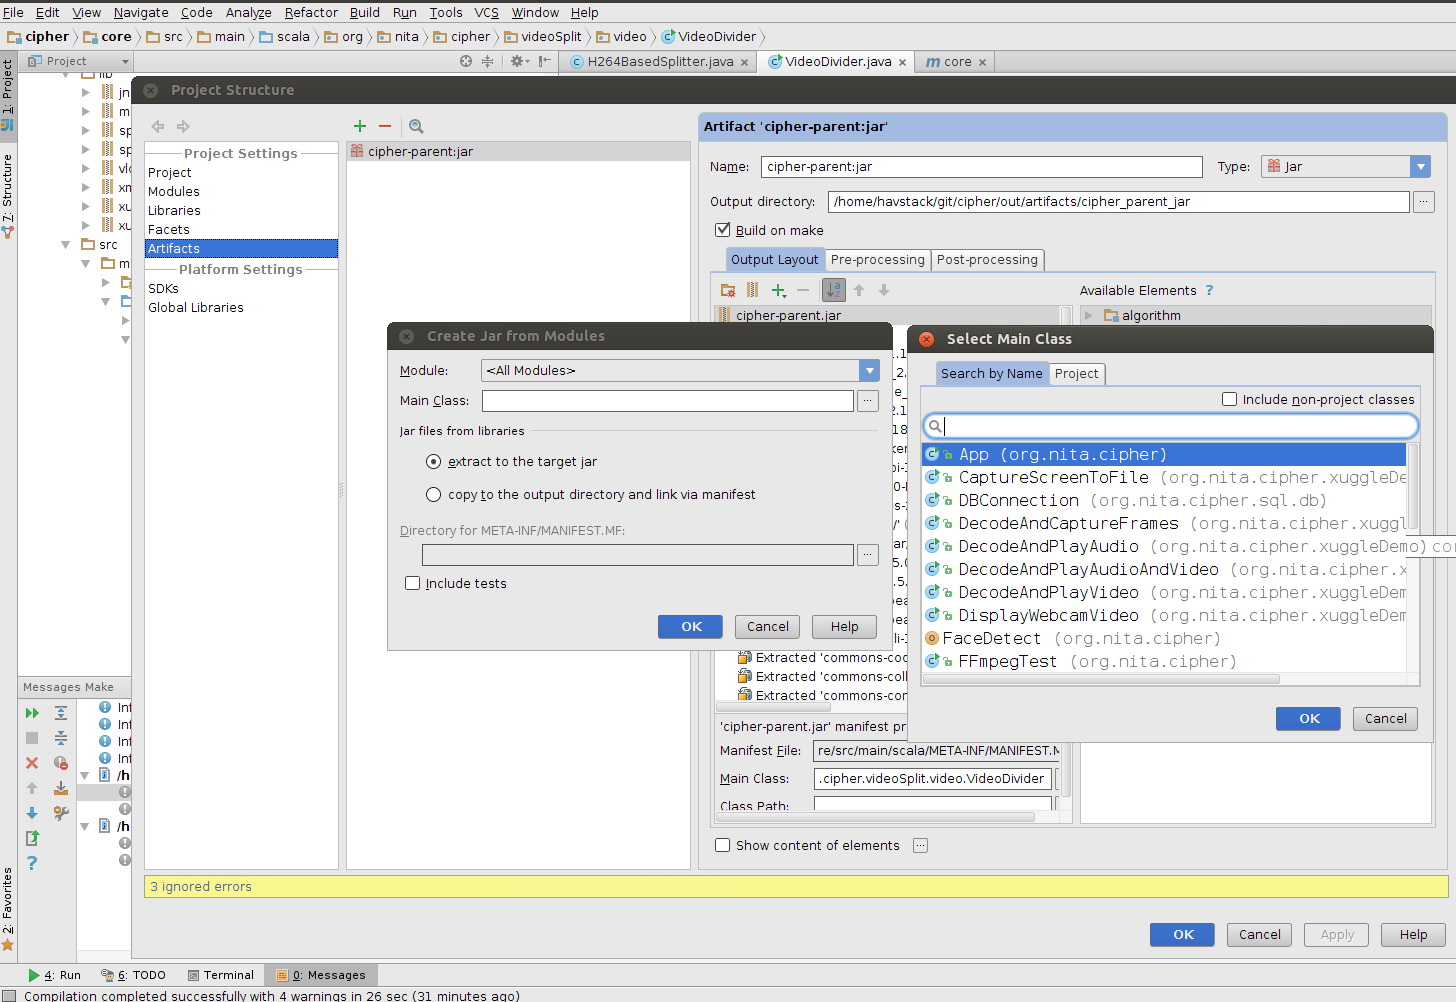 File Edit View Navigate Code Analyze Refactor Build Run Tools VCS Window Help
cipher core src main scala org nita cipher videoSplit video VideoDivider
1: Project
7: Structure
2: Favorites
Project
H264BasedSplitter.java VideoDivider.java m core
lib
jn
m
sp
sp
vl
xm
xu
xu
src
m
Project Structure
Project Settings
Project
Modules
Libraries
Facets
Artifacts
Platform Settings
SDKs
Global Libraries
cipher-parent:jar
Artifact 'cipher-parent:jar'
Name: cipher-parent:jar Type: Jar
Output directory: /home/havstack/git/cipher/out/artifacts/cipher_parent_jar ...
Build on make
Output Layout Pre-processing Post-processing
Available Elements ?
cipher-parent.jar
algorithm
Create Jar from Modules
Module: <All Modules>
Main Class: ...
Jar files from libraries
extract to the target jar
copy to the output directory and link via manifest
Directory for META-INF/MANIFEST.MF:
...
Include tests
OK Cancel Help
Select Main Class
Search by Name Project
Include non-project classes
App (org.nita.cipher)
CaptureScreenToFile (org.nita.cipher.xuggleDe
DBConnection (org.nita.cipher.sql.db)
DecodeAndCaptureFrames (org.nita.cipher.xuggl
DecodeAndPlayAudio (org.nita.cipher.xuggleDemo) co
DecodeAndPlayAudioAndVideo (org.nita.cipher.x
DecodeAndPlayVideo (org.nita.cipher.xuggleDem
DisplayWebcamVideo (org.nita.cipher.xuggleDem
FaceDetect (org.nita.cipher)
FFmpegTest (org.nita.cipher)
OK Cancel
Extracted 'commons-coo
Extracted 'commons-coll
Extracted 'commons-cor
'cipher-parent.jar' manifest pr
Manifest File: re/src/main/scala/META-INF/MANIFEST.M
Main Class: .cipher.videoSplit.video.VideoDivider
Class Path:
Show content of elements ...
3 ignored errors
OK Cancel Apply Help
Messages Make
Inf
Inf
Inf
Inf
/h
/h
4: Run 6: TODO Terminal 0: Messages
Compilation completed successfully with 4 warnings in 26 sec (31 minutes ago)